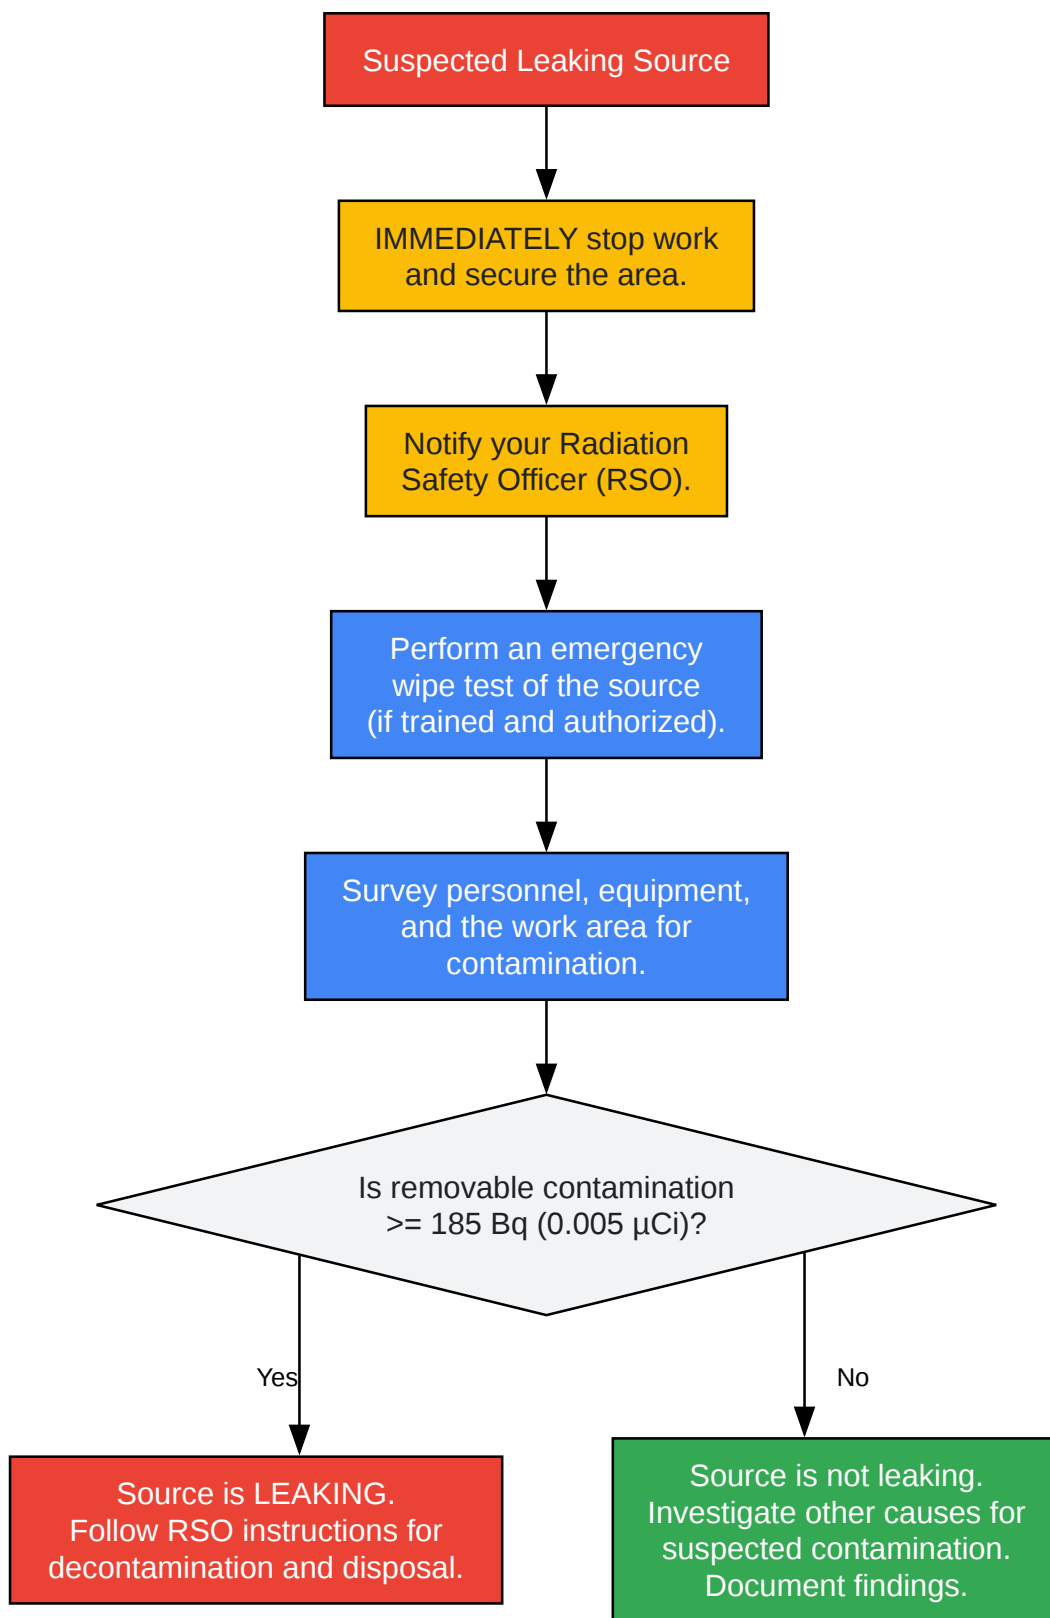 Suspected Leaking Source
IMMEDIATELY stop work
and secure the area.
Notify your Radiation
Safety Officer (RSO).
Perform an emergency
wipe test of the source
(if trained and authorized).
Survey personnel, equipment,
and the work area for
contamination.
Is removable contamination
>= 185 Bq (0.005 µCi)?
Yes
No
Source is LEAKING.
Follow RSO instructions for
decontamination and disposal.
Source is not leaking.
Investigate other causes for
suspected contamination.
Document findings.